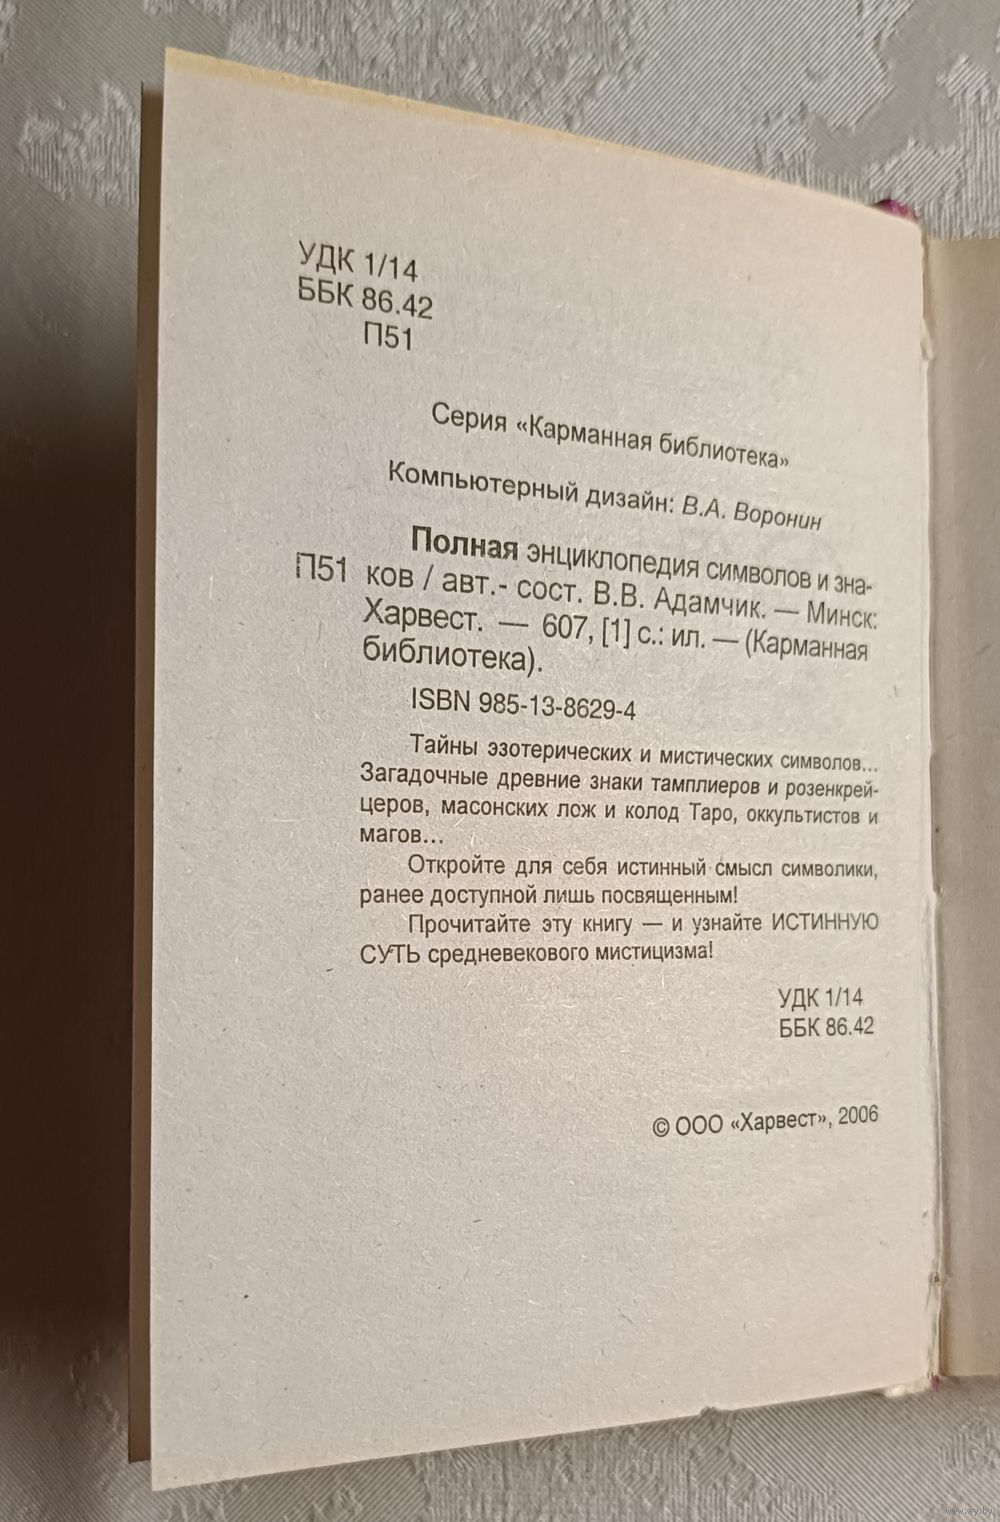 УДК 1/14
ББК 86.42
П51
Серия «Карманная библиотека»
Компьютерный дизайн: В.А. Воронин
Полная энциклопедия символов и зна-
П51 ков / авт.- сост. В.В. Адамчик. — Минск:
Харвест. — 607, [1] с.: ил. — (Карманная
библиотека).
ISBN 985-13-8629-4
Тайны эзотерических и мистических символов...
Загадочные древние знаки тамплиеров и розенкрей-
церов, масонских лож и колод Таро, оккультистов и
магов...
Откройте для себя истинный смысл символики,
ранее доступной лишь посвященным!
Прочитайте эту книгу — и узнайте ИСТИННУЮ
СУТЬ средневекового мистицизма!
УДК 1/14
ББК 86.42
© ООО «Харвест», 2006
www.ay.by